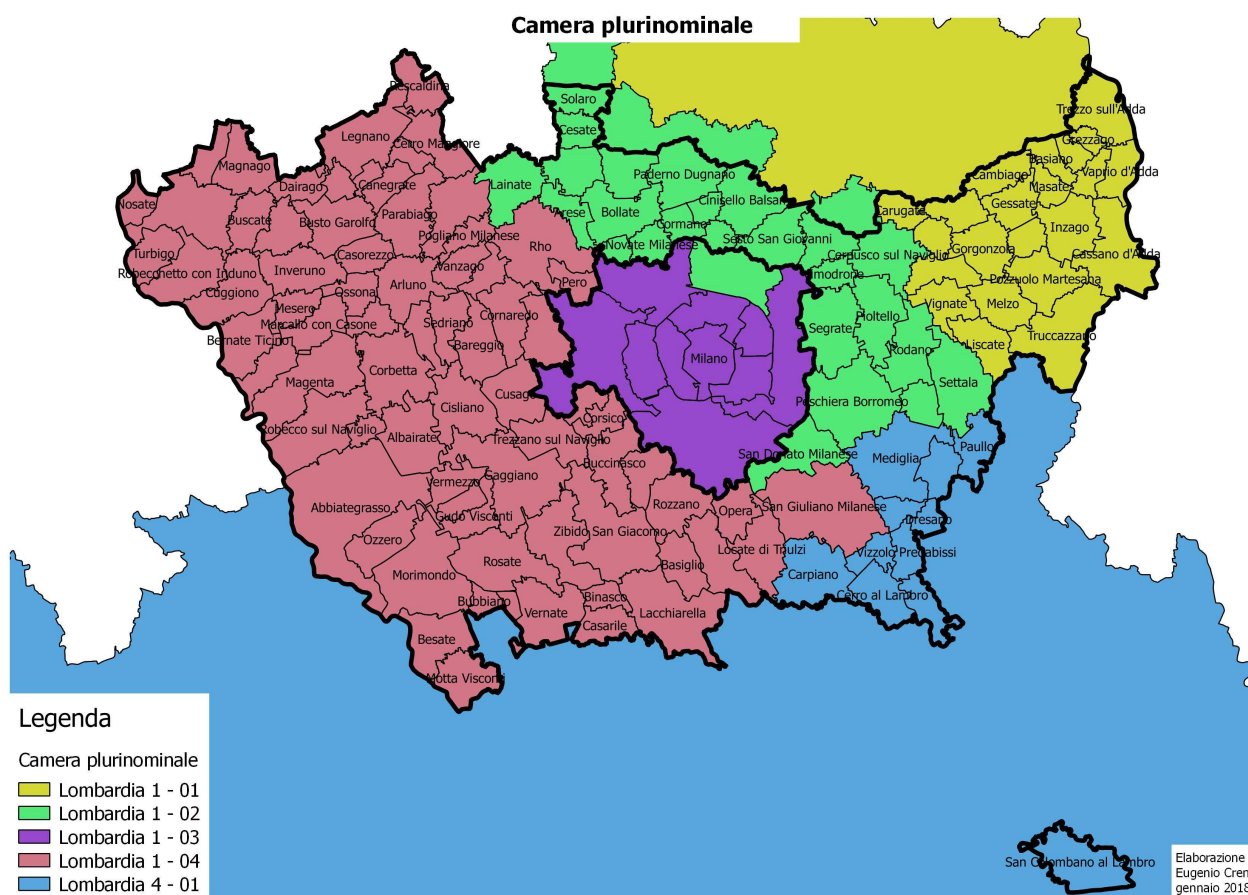 Camera plurinominale
Rescaldina
Solaro
Trezzo sull'Adda
Legnano
Cesate
Cerro Maggiore
Grezzago
Basiano
Magnago
Paderno Dugnano
Cambiago
Vaprio d'Adda
Dairago
Canegrate
Lainate
Masate
Nosate
Cinisello Balsamo
Gessate
Buscate
Busto Garolfo
Parabiago
Arese
Bollate
Carugate
Cormano
Inzago
Pogliano Milanese
Rho
Novate Milanese
Sesto San Giovanni
Turbigo
Casorezzo
Cernusco sul Naviglio
Gorgonzola
Cassano d'Adda
Robecchetto con Induno
Inveruno
Vanzago
Vimodrone
Cuggiono
Ossona
Arluno
Pero
Pozzuolo Martesana
Mesero
Vignate
Melzo
Marcallo con Casone
Sedriano
Cornaredo
Segrate
Pioltello
Bernate Ticino
Bareggio
Milano
Rodano
Liscate
Truccazzano
Magenta
Corbetta
Settala
Cusago
Peschiera Borromeo
Cisliano
Corsico
Robecco sul Naviglio
Albairate
Trezzano sul Naviglio
Paullo
San Donato Milanese
Mediglia
Buccinasco
Vermezzo
Gaggiano
Abbiategrasso
Rozzano
Opera
San Giuliano Milanese
Gudo Visconti
Dresano
Ozzero
Zibido San Giacomo
Locate di Triulzi
Vizzolo Predabissi
Rosate
Basiglio
Morimondo
Carpiano
Bubbiano
Binasco
Cerro al Lambro
Vernate
Lacchiarella
Casarile
Besate
Motta Visconti
Legenda
Camera plurinominale
Lombardia 1 - 01
Lombardia 1 - 02
Lombardia 1 - 03
Lombardia 1 - 04
Lombardia 4 - 01
San Colombano al Lambro
Elaborazione
Eugenio Crem
gennaio 2018